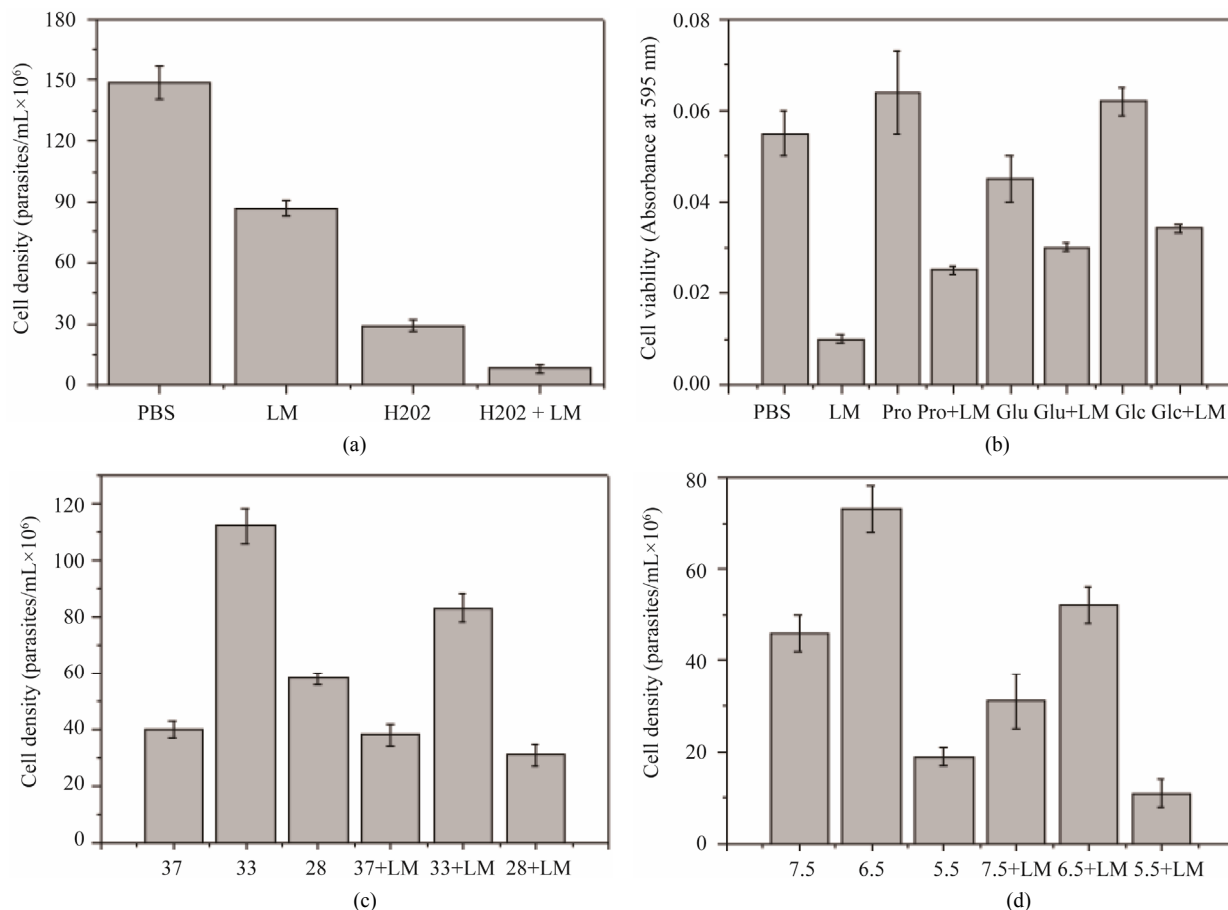 180
150
120
90
60
30
0
Cell density (parasites/mL×10⁶)
PBS LM H202 H202 + LM
(a)
0.08
0.06
0.04
0.02
0.00
Cell viability (Absorbance at 595 nm)
PBS LM Pro Pro+LM Glu Glu+LM Glc Glc+LM
(b)
120
100
80
60
40
20
0
Cell density (parasites/mL×10⁶)
37 33 28 37+LM 33+LM 28+LM
(c)
80
60
40
20
0
Cell density (parasites/mL×10⁶)
7.5 6.5 5.5 7.5+LM 6.5+LM 5.5+LM
(d)